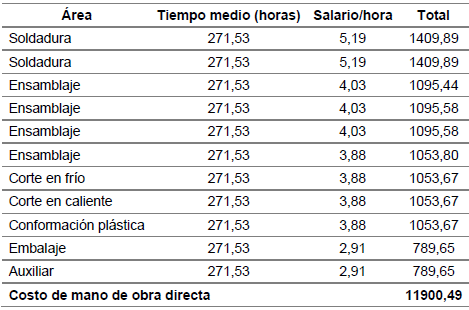 Área Tiempo medio (horas) Salario/hora Total
Soldadura 271,53 5,19 1409,89
Soldadura 271,53 5,19 1409,89
Ensamblaje 271,53 4,03 1095,44
Ensamblaje 271,53 4,03 1095,58
Ensamblaje 271,53 4,03 1095,58
Ensamblaje 271,53 3,88 1053,80
Corte en frío 271,53 3,88 1053,67
Corte en caliente 271,53 3,88 1053,67
Conformación plástica 271,53 3,88 1053,67
Embalaje 271,53 2,91 789,65
Auxiliar 271,53 2,91 789,65
Costo de mano de obra directa 11900,49